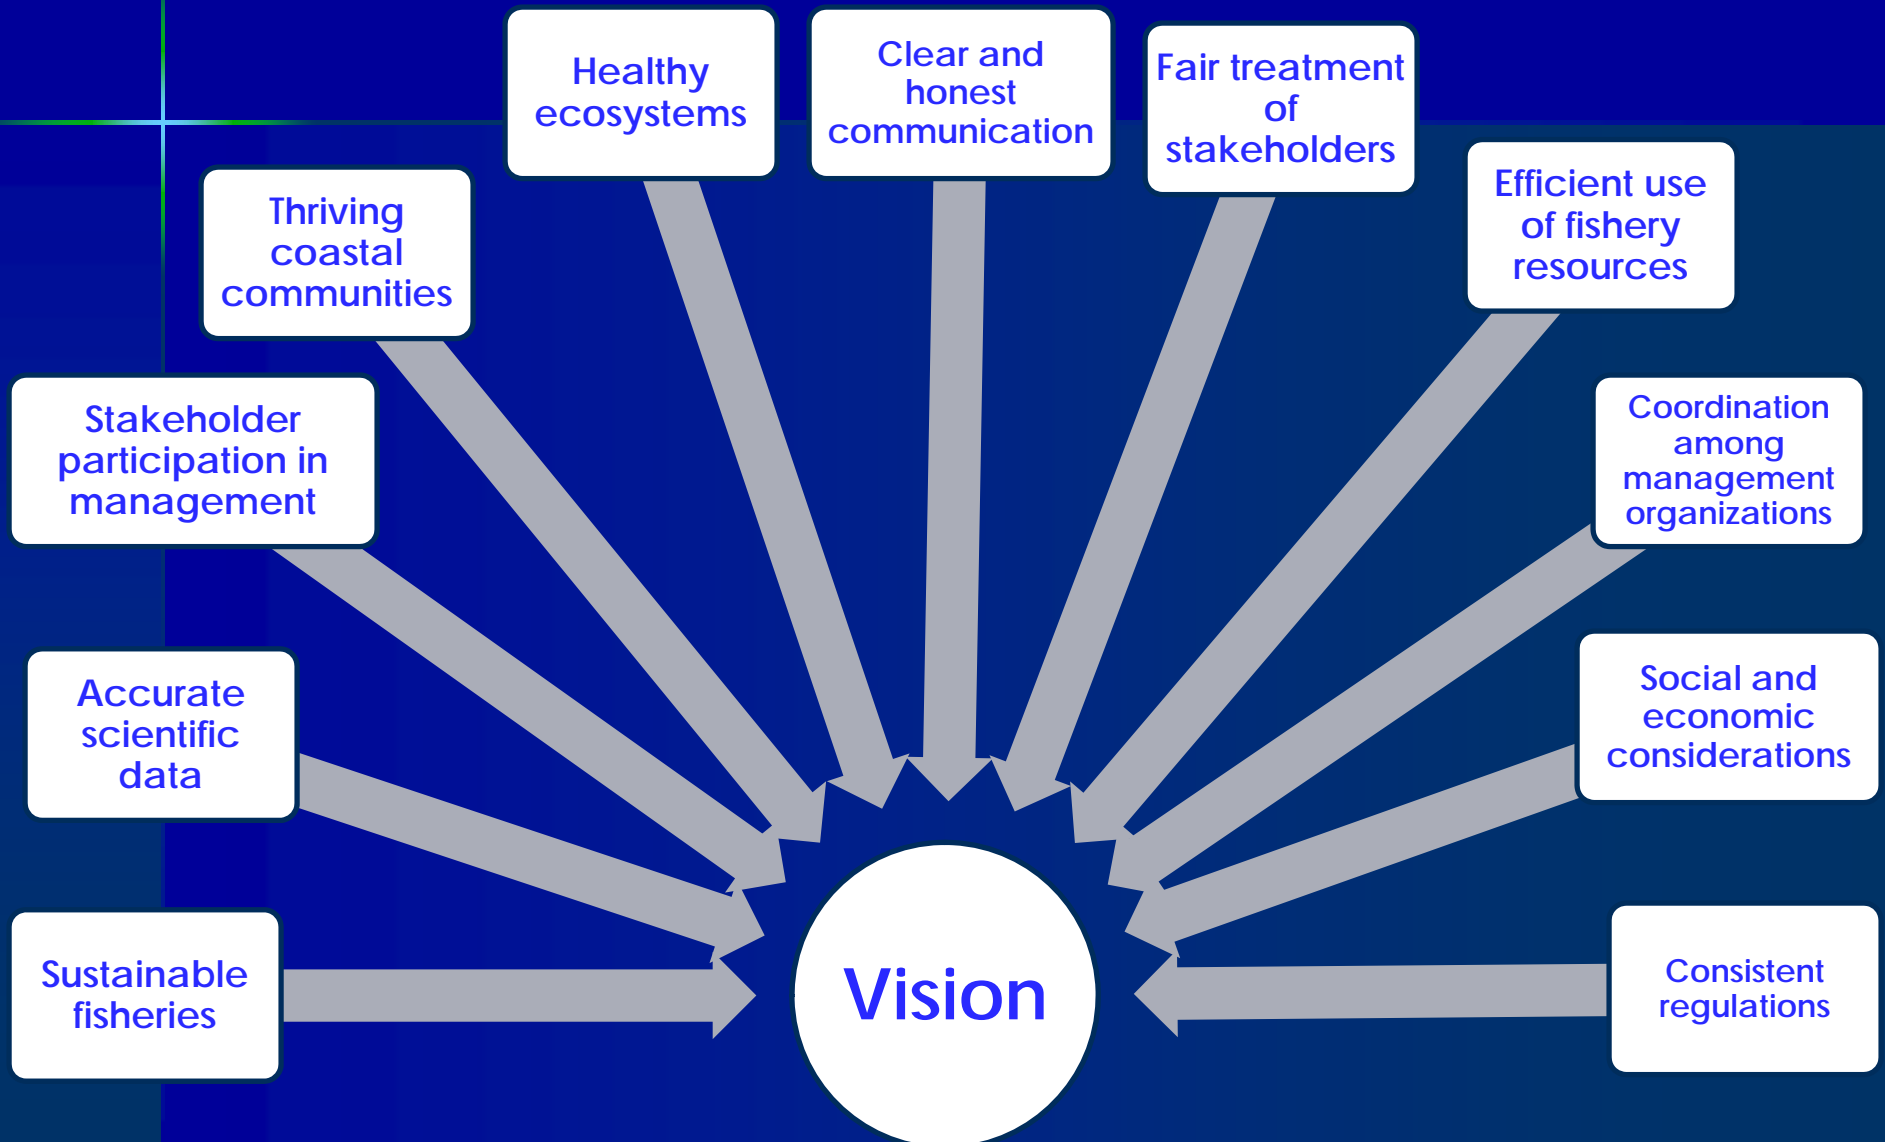 Healthy
ecosystems
Clear and
honest
communication
Fair treatment
of
stakeholders
Efficient use
of fishery
resources
Thriving
coastal
communities
Coordination
among
management
organizations
Stakeholder
participation in
management
Social and
economic
considerations
Accurate
scientific
data
Consistent
regulations
Sustainable
fisheries
Vision